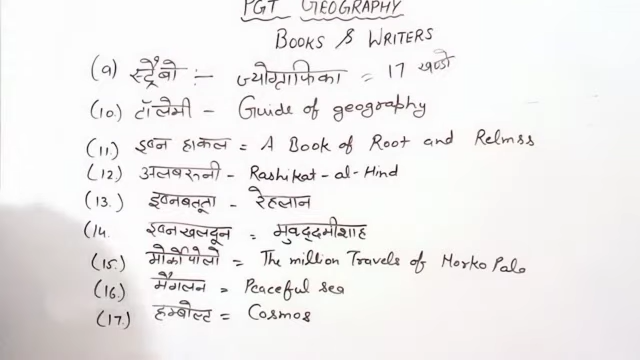 PGT GEOGRAPHY
BOOKS & WRITERS
(9) स्ट्रैबो :- ज्योग्राफिका = 17 खण्डो
(10.) टॉलेमी - Guide of geography
(11.) इब्न हाकल = A Book of Root and Relmss
(12.) अलबरूनी - Rashikat-al-Hind
(13.) इब्नबतूता - रेहलान
(14. इब्नखलदून = मुवद्दमीशाह
(15.) मोर्कोपोलो = The million Travels of Morko Palo
(16.) मैगलन = Peaceful sea
(17.) हम्बोल्ट = Cosmos